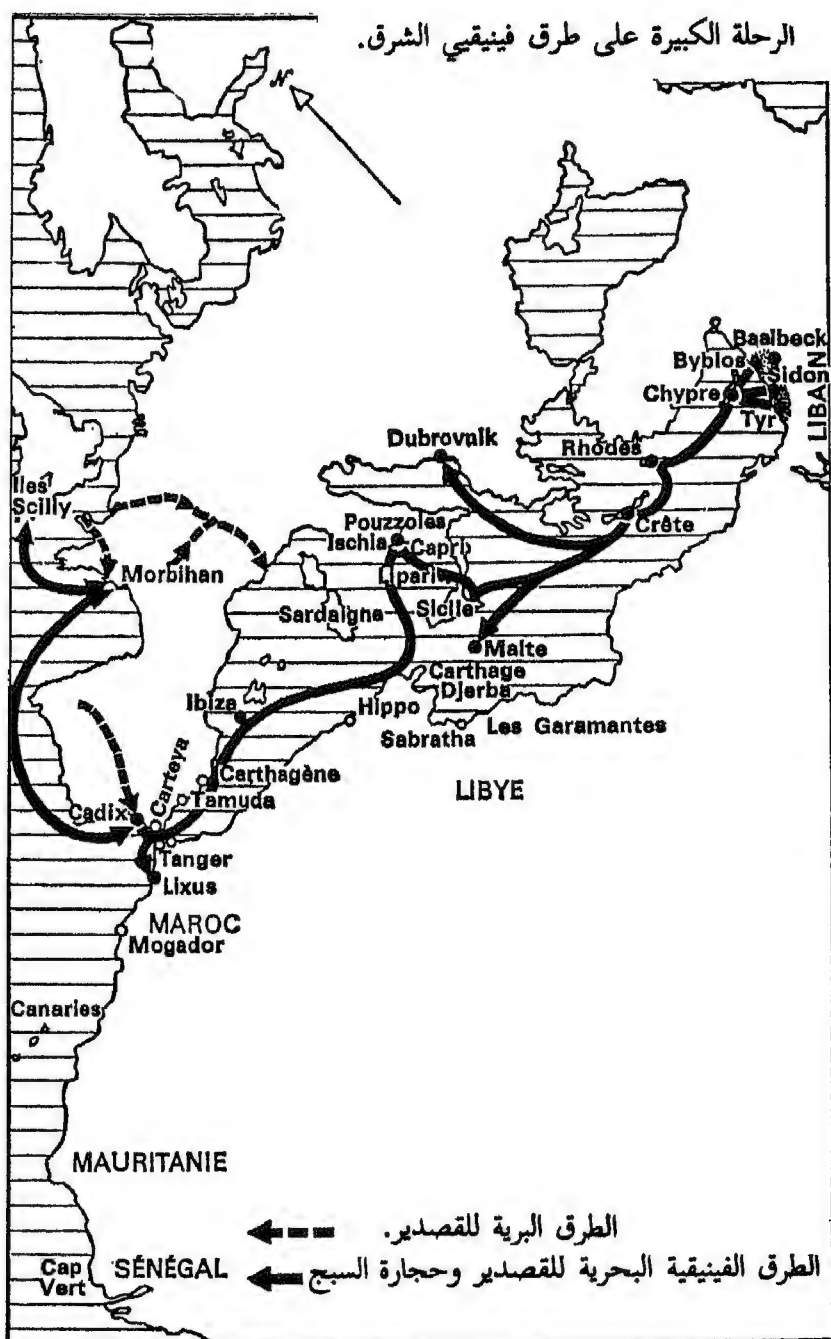 الرحلة الكبيرة على طرق فينيقيي الشرق.
N
Baalbeck
Byblos
Sidon
Chypre
Tyr
LIBAN
Dubrovnik
Rhodes
Iles
Scilly
Crête
Pouzzoles
Ischia
Capri
Lipari
Morbihan
Sardaigne
Sicile
Malte
Carthage
Djerba
Ibiza
Hippo
Les Garamantes
Sabratha
Carthagène
LIBYE
Carteya
Tamuda
Cadix
Tanger
Lixus
MAROC
Mogador
Canaries
MAURITANIE
الطرق البرية للقصدير.
Cap
Vert
SÉNÉGAL
الطرق الفينيقية البحرية للقصدير وحجارة السبج